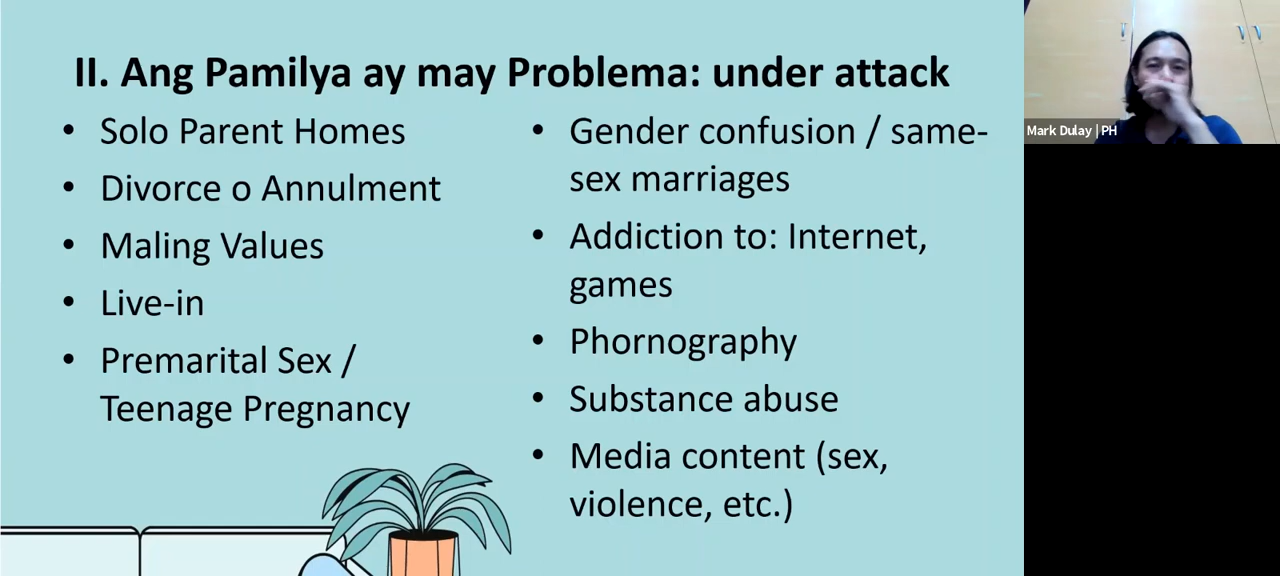 II. Ang Pamilya ay may Problema: under attack
• Solo Parent Homes
• Divorce o Annulment
• Maling Values
• Live-in
• Premarital Sex /
Teenage Pregnancy
• Gender confusion / same-
sex marriages
• Addiction to: Internet,
games
• Phornography
• Substance abuse
• Media content (sex,
violence, etc.)
Mark Dulay | PH